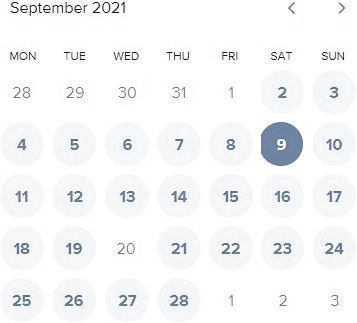 September 2021
MON TUE WED THU FRI SAT SUN
28 29 30 31 1 2 3
4 5 6 7 8 9 10
11 12 13 14 15 16 17
18 19 20 21 22 23 24
25 26 27 28 1 2 3